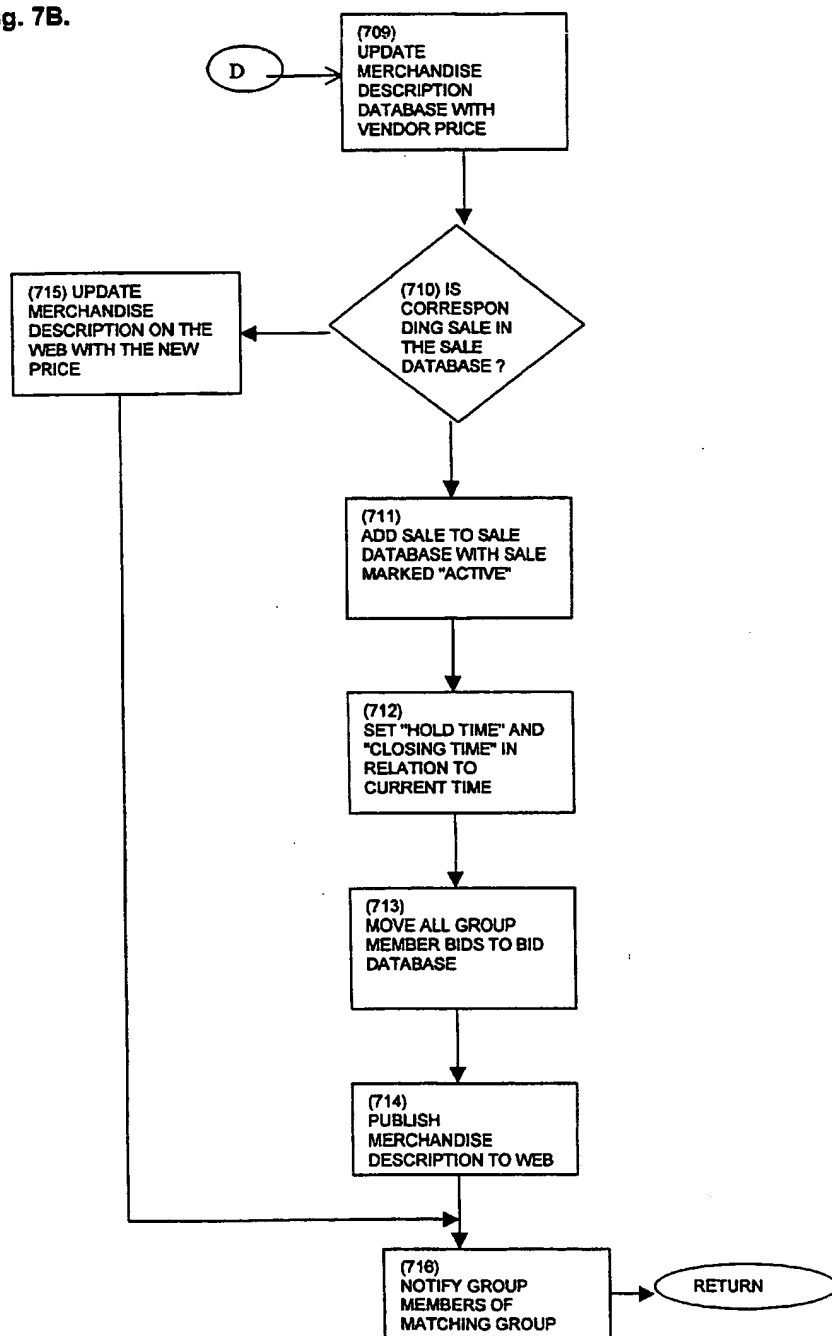 g. 7B.
D
(709)
UPDATE
MERCHANDISE
DESCRIPTION
DATABASE WITH
VENDOR PRICE
(715) UPDATE
MERCHANDISE
DESCRIPTION ON THE
WEB WITH THE NEW
PRICE
(710) IS
CORRESPON
DING SALE IN
THE SALE
DATABASE ?
(711)
ADD SALE TO SALE
DATABASE WITH SALE
MARKED "ACTIVE"
(712)
SET "HOLD TIME" AND
"CLOSING TIME" IN
RELATION TO
CURRENT TIME
(713)
MOVE ALL GROUP
MEMBER BIDS TO BID
DATABASE
(714)
PUBLISH
MERCHANDISE
DESCRIPTION TO WEB
(716)
NOTIFY GROUP
MEMBERS OF
MATCHING GROUP
RETURN